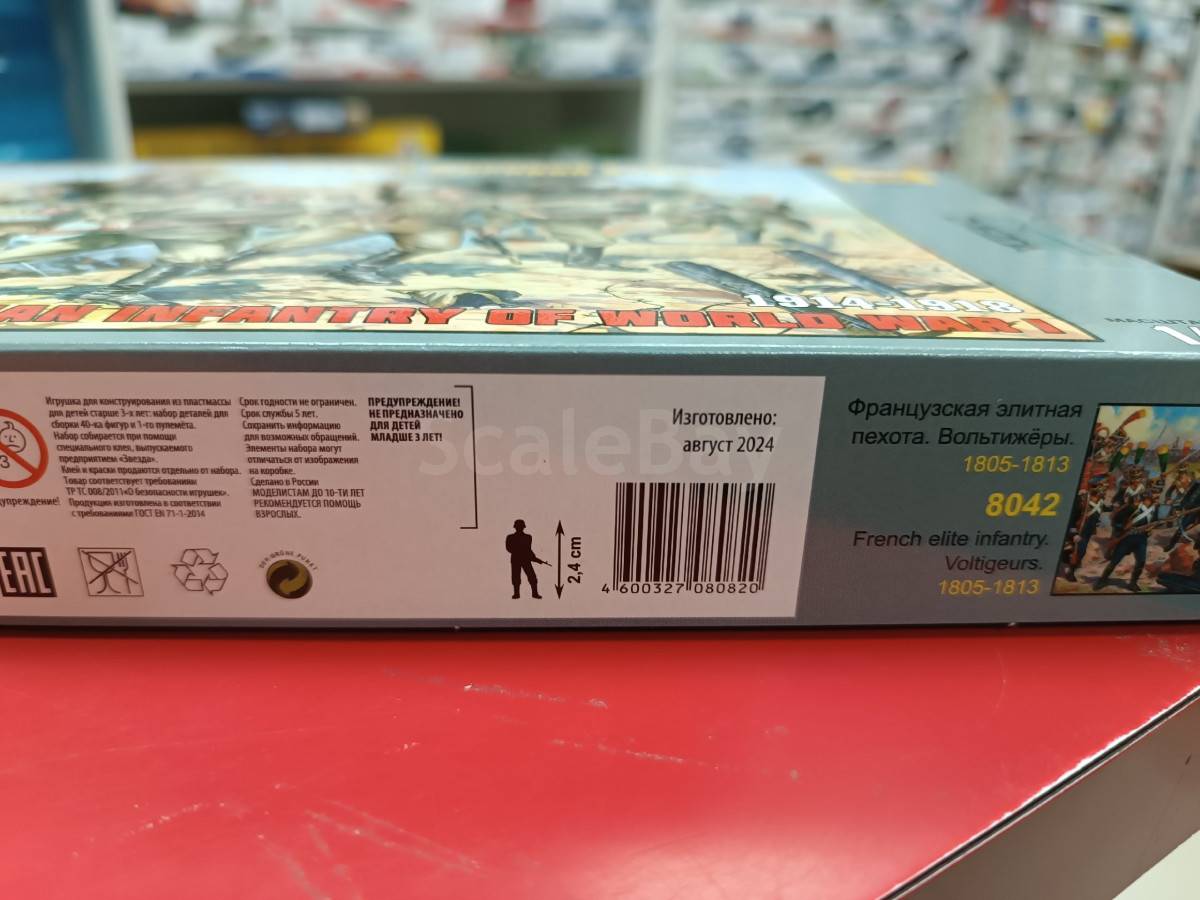 1914-1918
AN INFANTRY OF WORLD WAR I
Игрушка для конструирования из пластмассы
для детей старше 3-х лет: набор деталей для
сборки 40-ка фигур и 1-го пулемёта.
Набор собирается при помощи
специального клея, выпускаемого
предприятием «Звезда».
Клей и краски продаются отдельно от набора.
Товар соответствует требованиям
ТР ТС 008/2011«О безопасности игрушек».
Продукция изготовлена в соответствии
с требованиями ГОСТ EN 71-1-2014
Срок годности не ограничен.
Срок службы 5 лет.
Сохранить информацию
для возможных обращений.
Элементы набора могут
отличаться от изображения
на коробке.
Сделано в России
МОДЕЛИСТАМ ДО 10-ТИ ЛЕТ
РЕКОМЕНДУЕТСЯ ПОМОЩЬ
ВЗРОСЛЫХ.
ПРЕДУПРЕЖДЕНИЕ!
НЕ ПРЕДНАЗНАЧЕНО
ДЛЯ ДЕТЕЙ
МЛАДШЕ 3 ЛЕТ!
ScaleBay
Изготовлено:
август 2024
EAC
DER GRÜNE PUNKT
2,4 cm
4 600327 080820
Французская элитная
пехота. Вольтижёры.
1805-1813
8042
French elite infantry.
Voltigeurs.
1805-1813